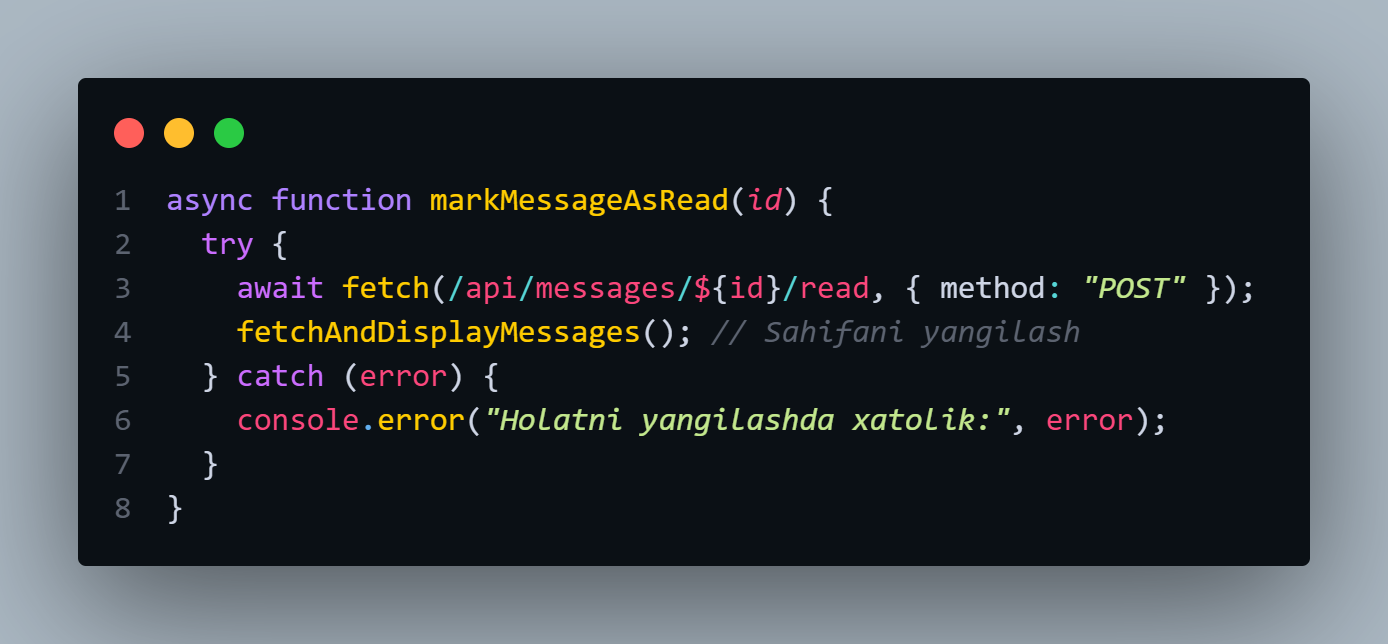 1 async function markMessageAsRead(id) {
2   try {
3     await fetch(/api/messages/${id}/read, { method: "POST" });
4     fetchAndDisplayMessages(); // Sahifani yangilash
5   } catch (error) {
6     console.error("Holatni yangilashda xatolik:", error);
7   }
8 }